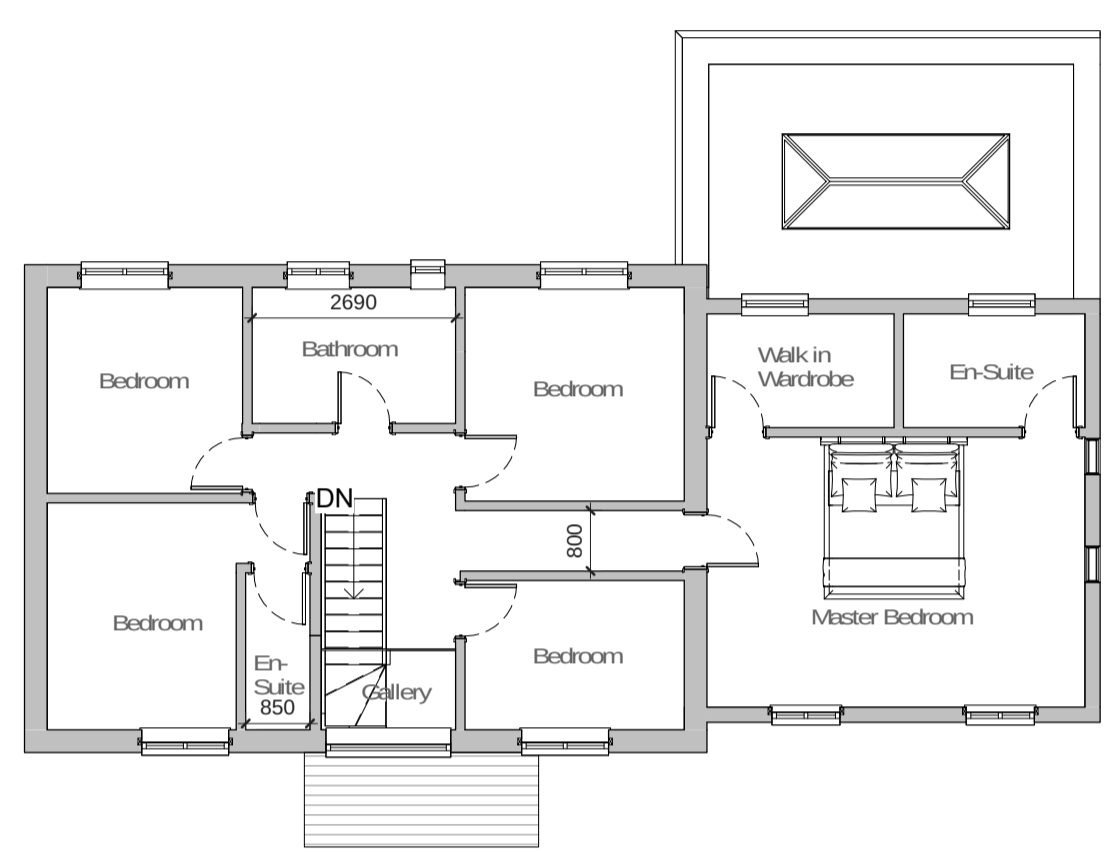 2690
Bathroom
Bedroom
Bedroom
Walk in
Wardrobe
En-Suite
DN
800
Bedroom
Master Bedroom
Bedroom
En-
Suite
850
Gallery